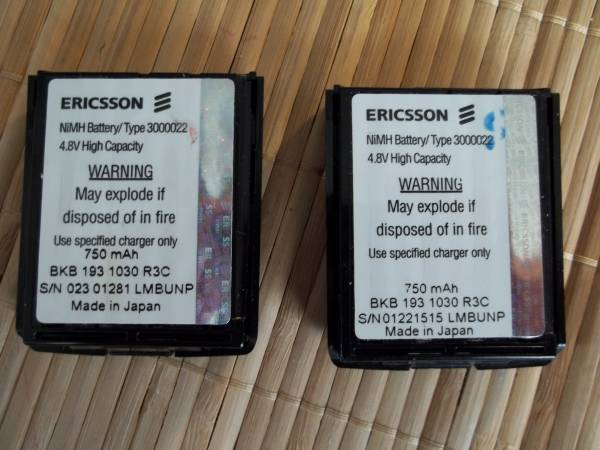 ERICSSON
NiMH Battery/Type 3000022
4.8V High Capacity
WARNING
May explode if
disposed of in fire
Use specified charger only
750 mAh
BKB 193 1030 R3C
S/N 023 01281 LMBUNP
Made in Japan
ERICSSON
NiMH Battery/Type 3000022
4.8V High Capacity
WARNING
May explode if
disposed of in fire
Use specified charger only
750 mAh
BKB 193 1030 R3C
S/N01221515 LMBUNP
Made in Japan